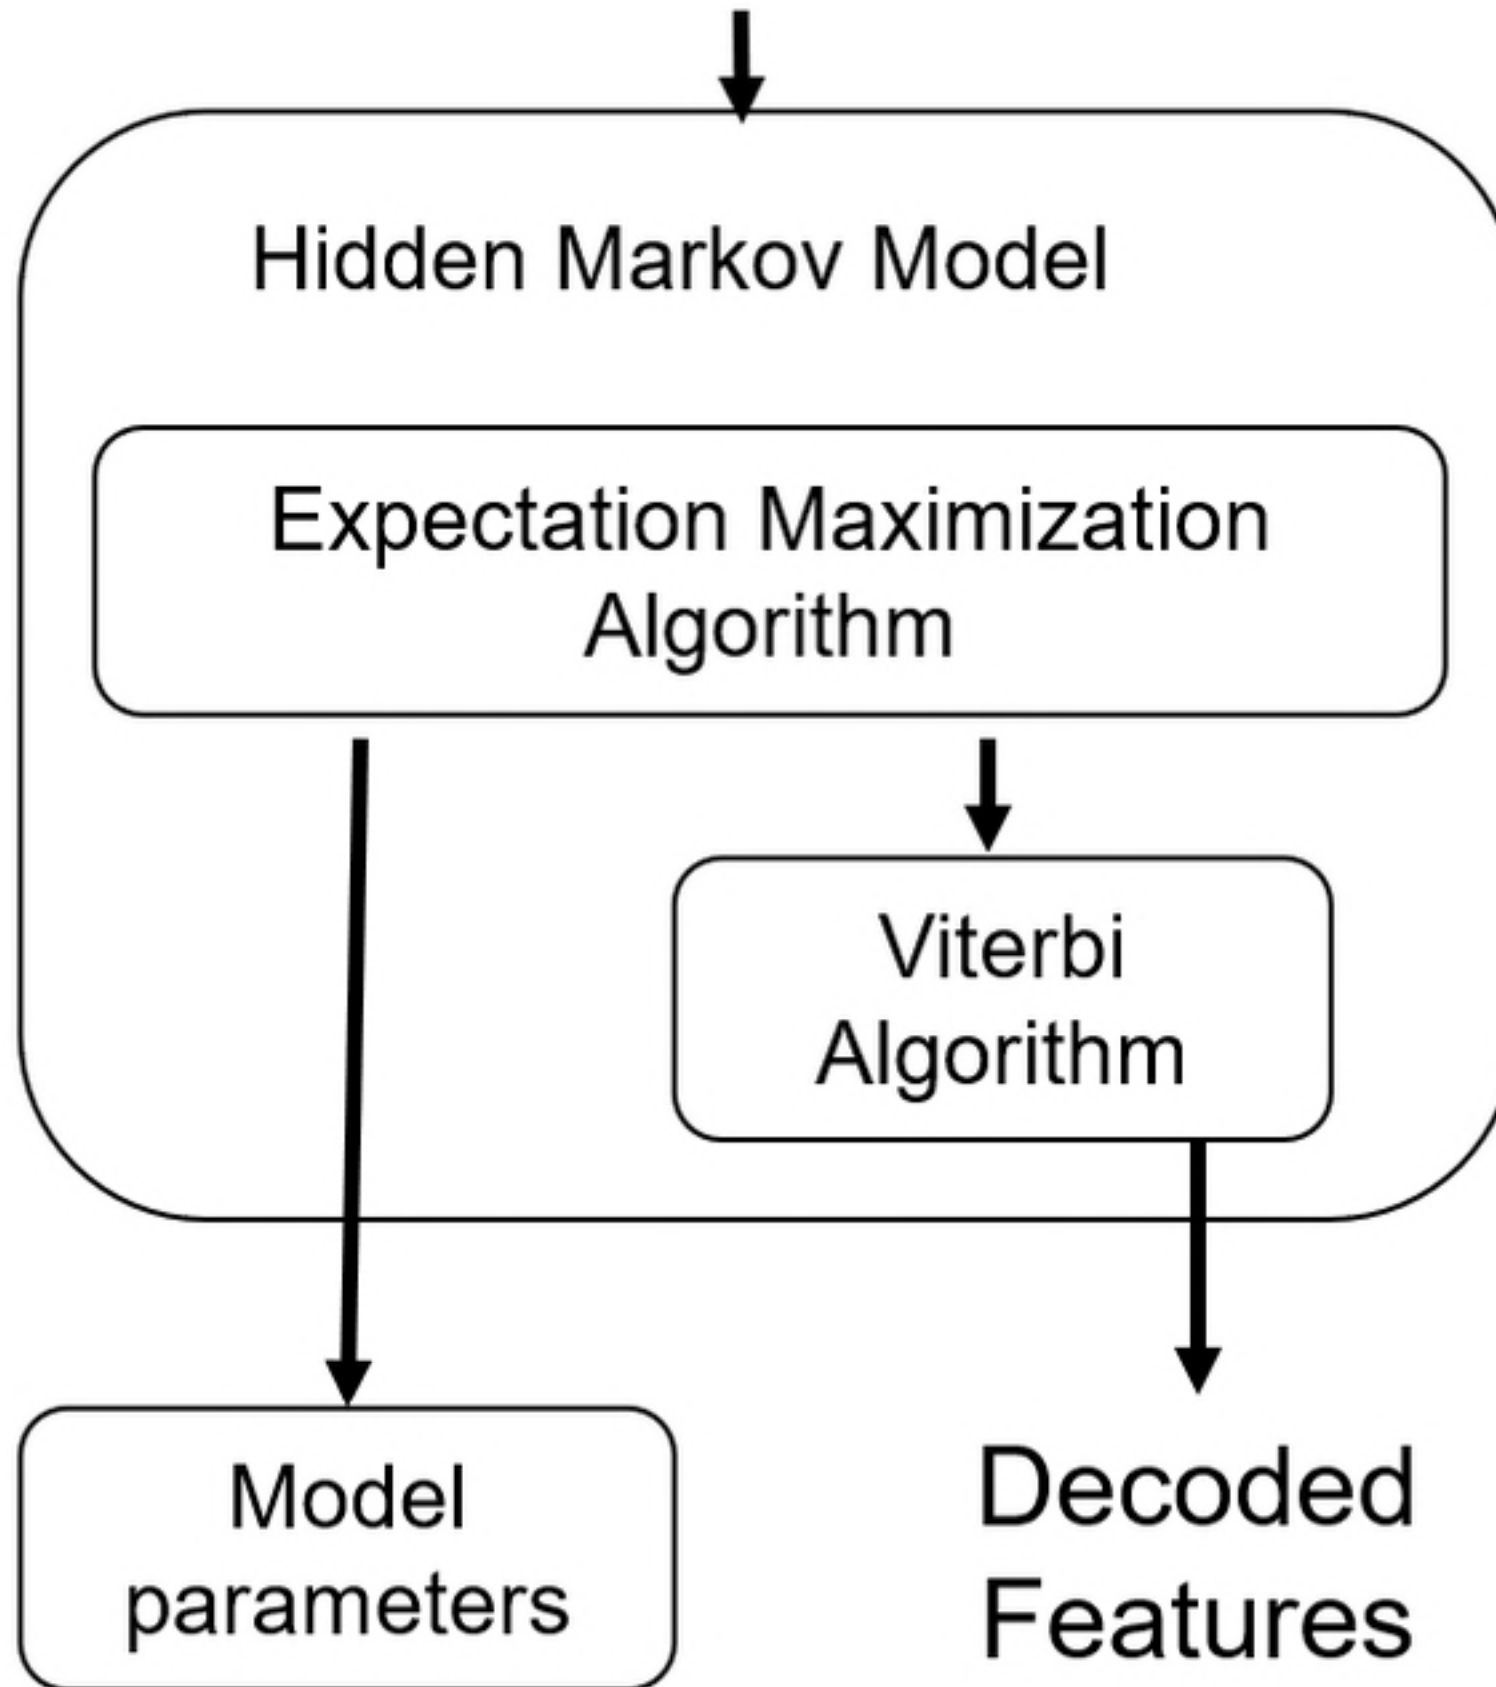 Hidden Markov Model
Expectation Maximization
Algorithm
Viterbi
Algorithm
Model
parameters
Decoded
Features